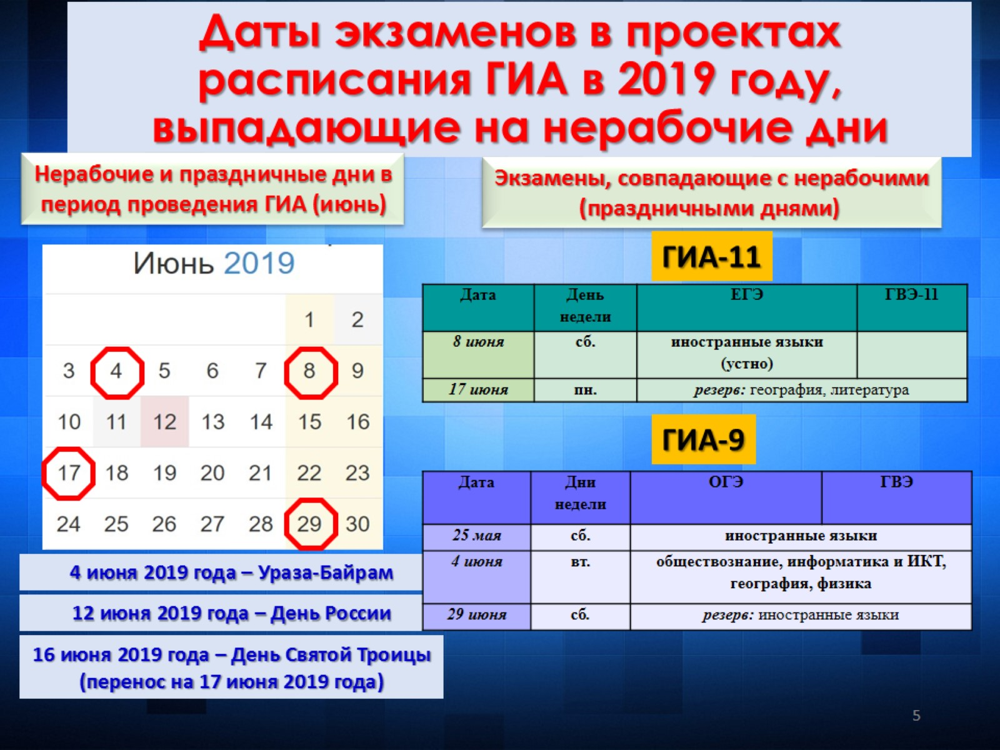 Даты экзаменов в проектах
расписания ГИА в 2019 году,
выпадающие на нерабочие дни
Нерабочие и праздничные дни в
период проведения ГИА (июнь)
Июнь 2019
1 2
3 4 5 6 7 8 9
10 11 12 13 14 15 16
17 18 19 20 21 22 23
24 25 26 27 28 29 30
4 июня 2019 года – Ураза-Байрам
12 июня 2019 года – День России
16 июня 2019 года – День Святой Троицы
(перенос на 17 июня 2019 года)
Экзамены, совпадающие с нерабочими
(праздничными днями)
ГИА-11
Дата День ЕГЭ ГВЭ-11
недели
8 июня сб. иностранные языки
(устно)
17 июня пн. резерв: география, литература
ГИА-9
Дата Дни ОГЭ ГВЭ
недели
25 мая сб. иностранные языки
4 июня вт. обществознание, информатика и ИКТ,
география, физика
29 июня сб. резерв: иностранные языки
5